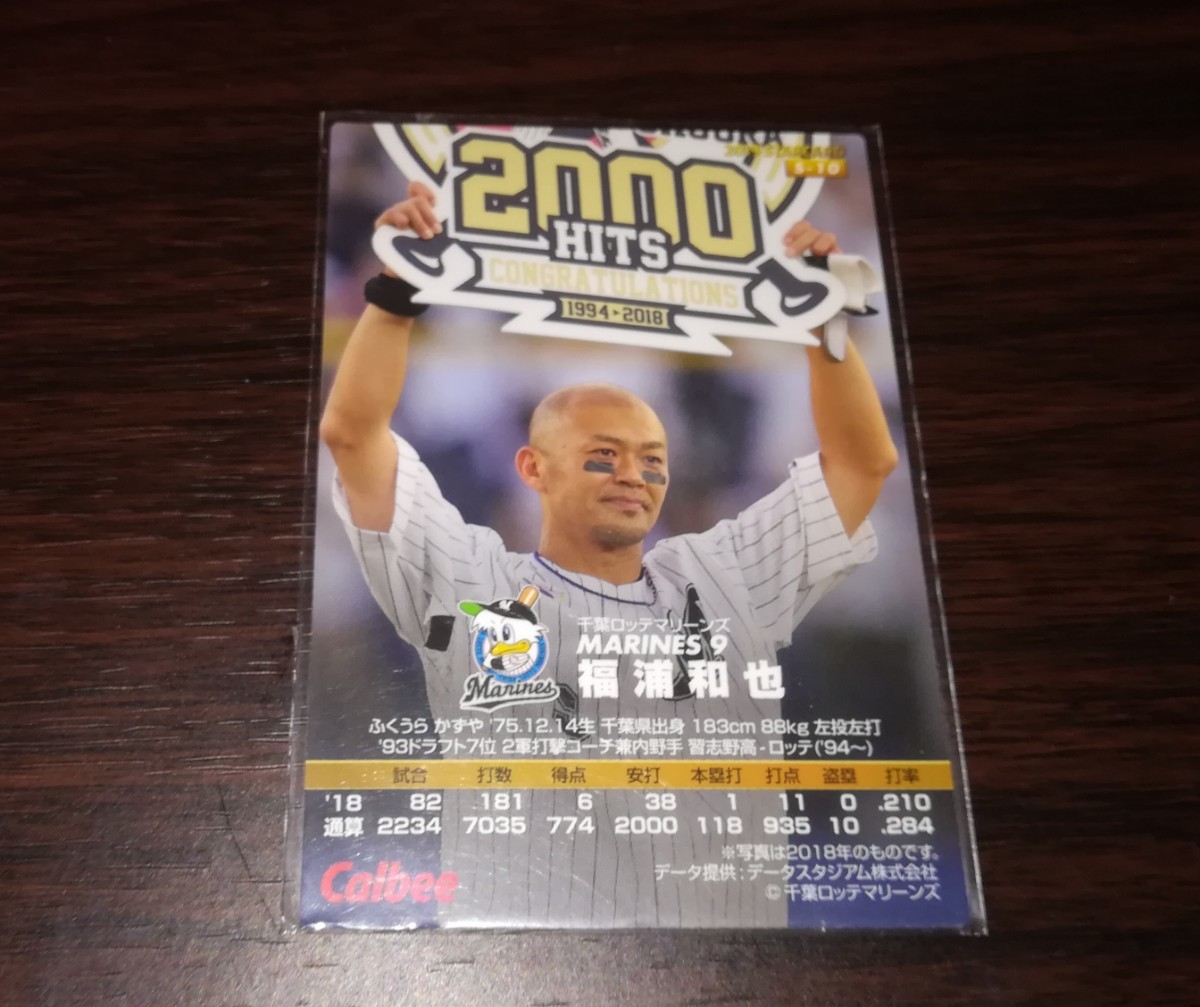 2000
HITS
CONGRATULATIONS
1994▸2018
S-10
千葉ロッテマリーンズ
MARINES 9
福浦和也
Marines
ふくうら かずや '75.12.14生 千葉県出身 183cm 88kg 左投左打
'93ドラフト7位 2軍打撃コーチ兼内野手 習志野高-ロッテ('94〜)
試合 打数 得点 安打 本塁打 打点 盗塁 打率
'18 82 181 6 38 1 11 0 .210
通算 2234 7035 774 2000 118 935 10 .284
※写真は2018年のものです。
データ提供:データスタジアム株式会社
©千葉ロッテマリーンズ
Calbee